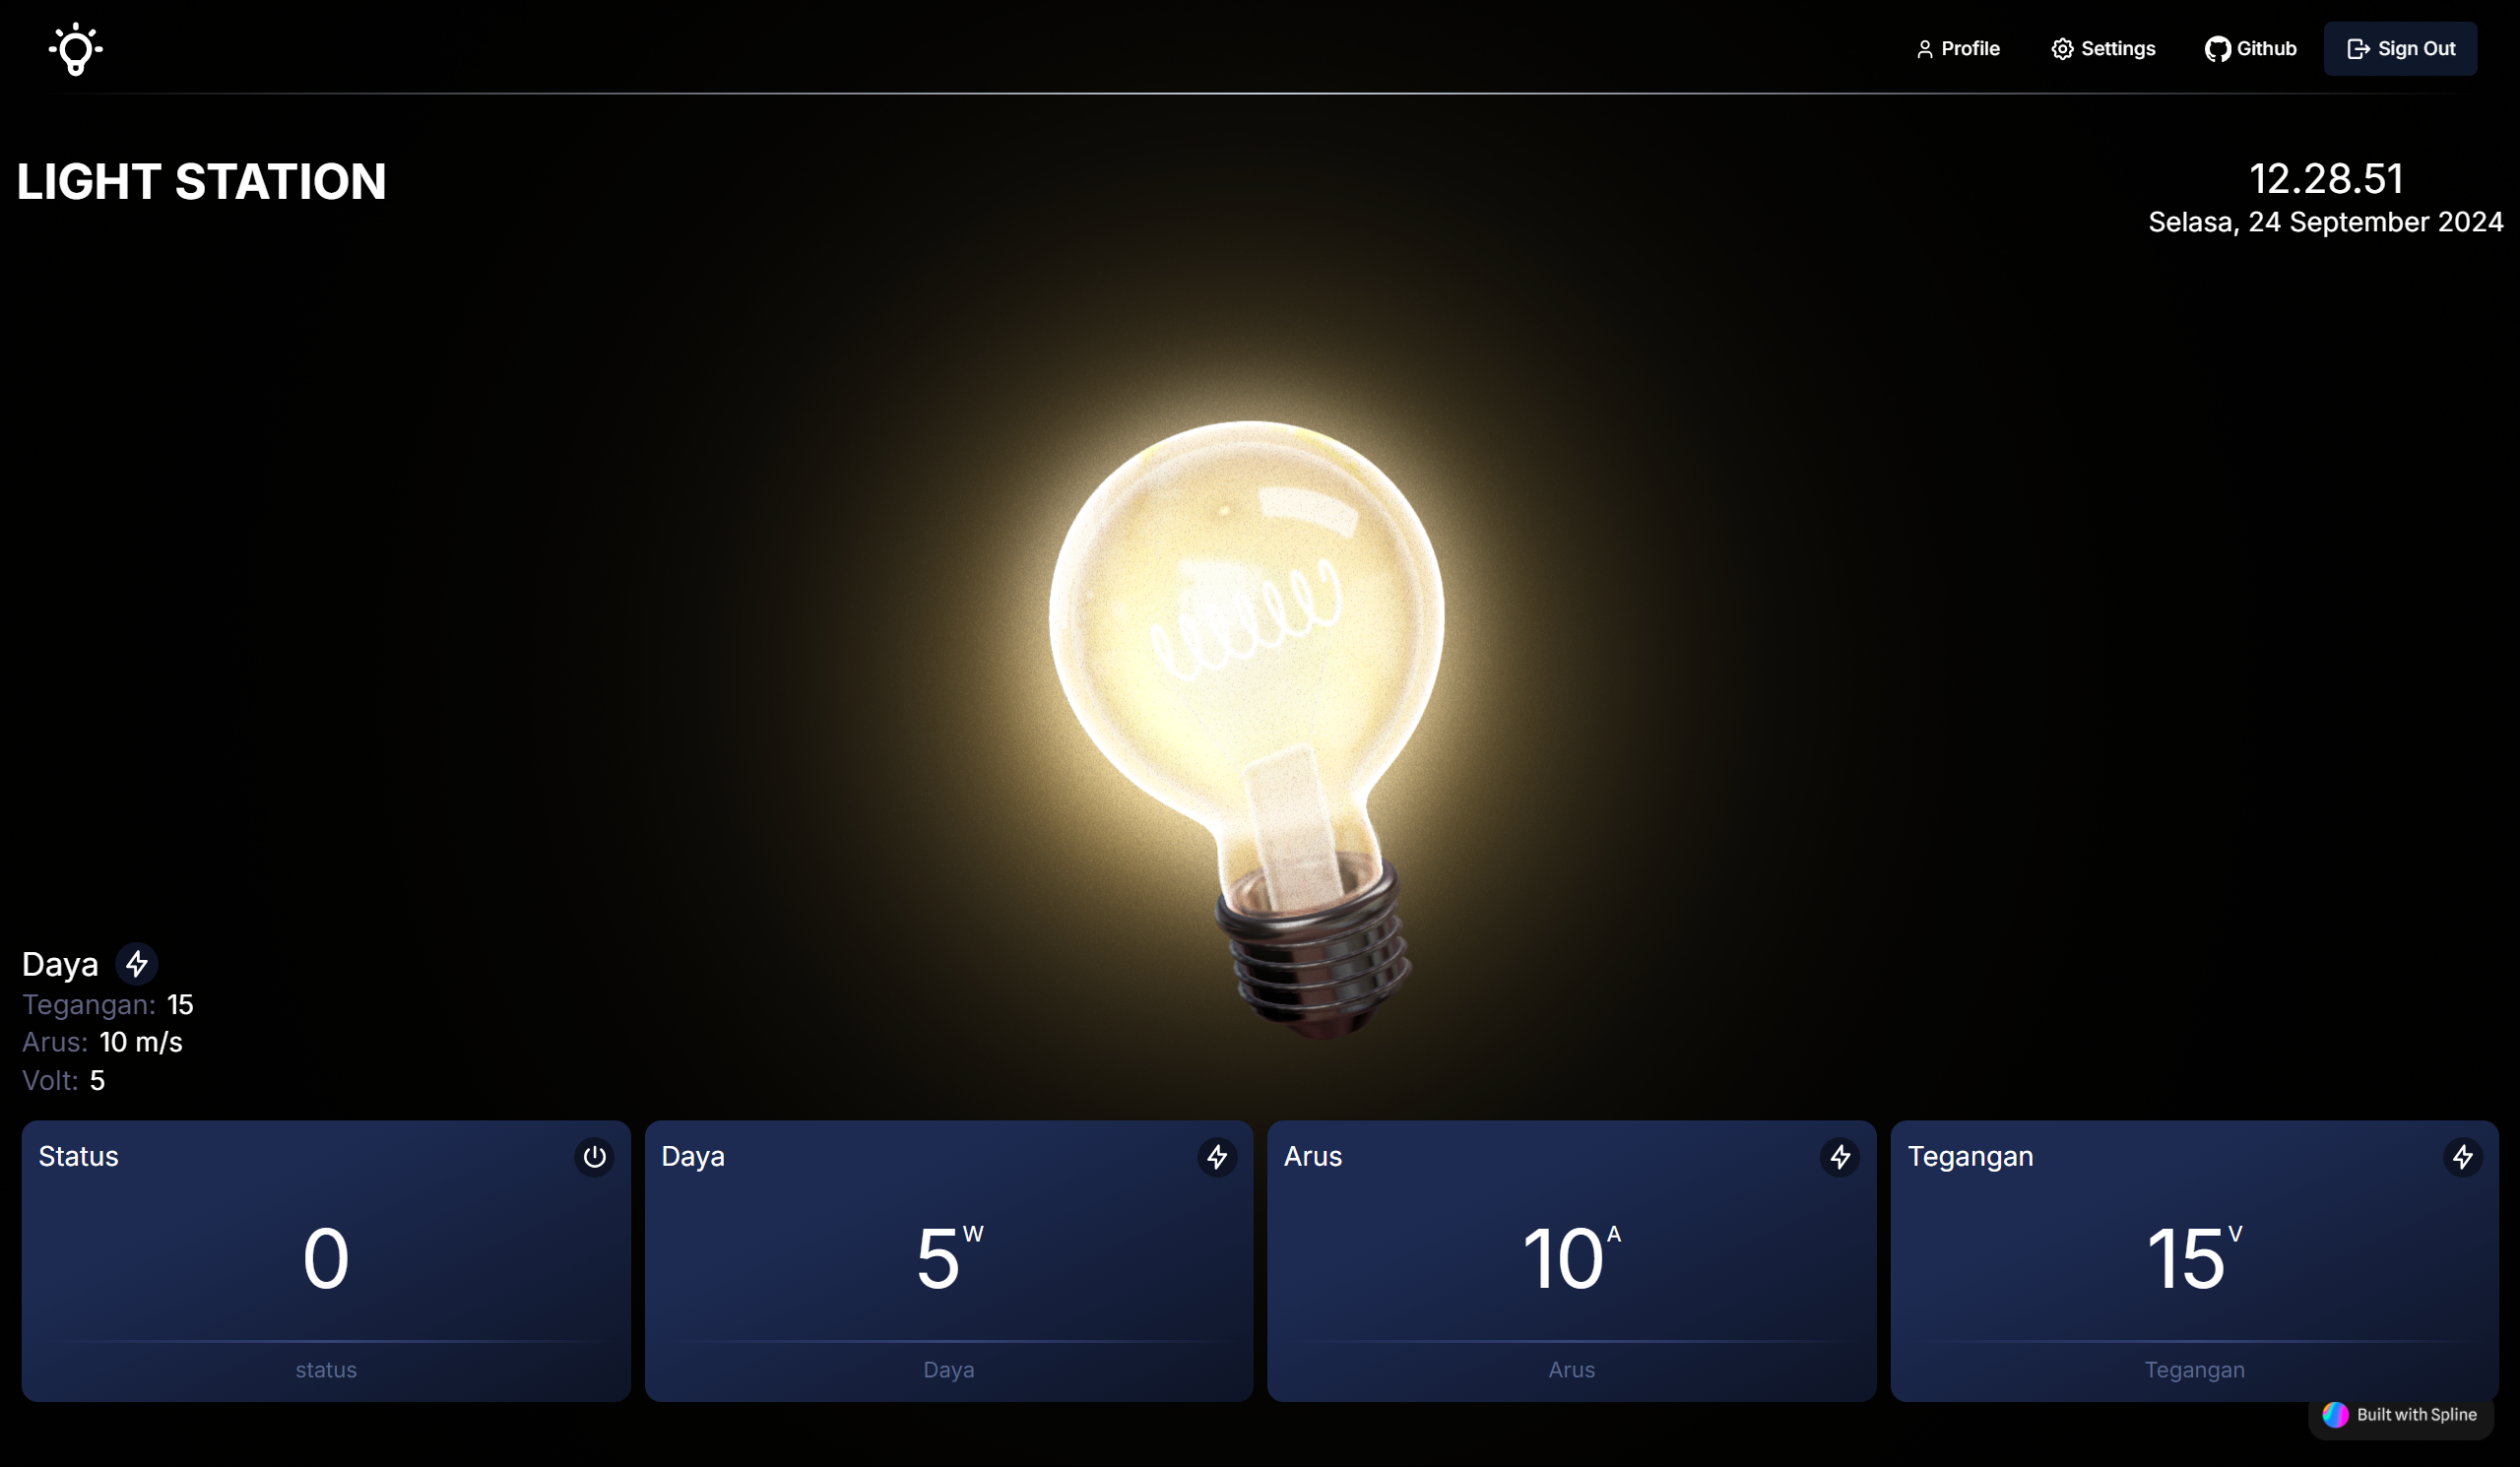 Profile
Settings
Github
Sign Out
LIGHT STATION
12.28.51
Selasa, 24 September 2024
Daya
Tegangan: 15
Arus: 10 m/s
Volt: 5
Status
0
status
Daya
5 W
Daya
Arus
10 A
Arus
Tegangan
15 V
Tegangan
Built with Spline